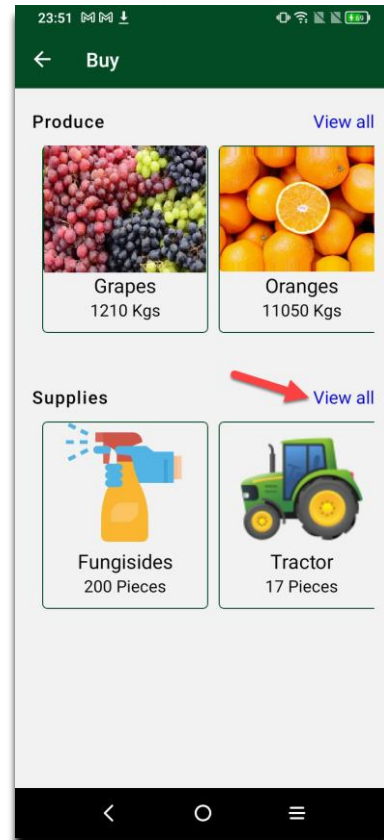 23:51
Buy
Produce View all
Grapes Oranges
1210 Kgs 11050 Kgs
Supplies View all
Fungisides Tractor
200 Pieces 17 Pieces